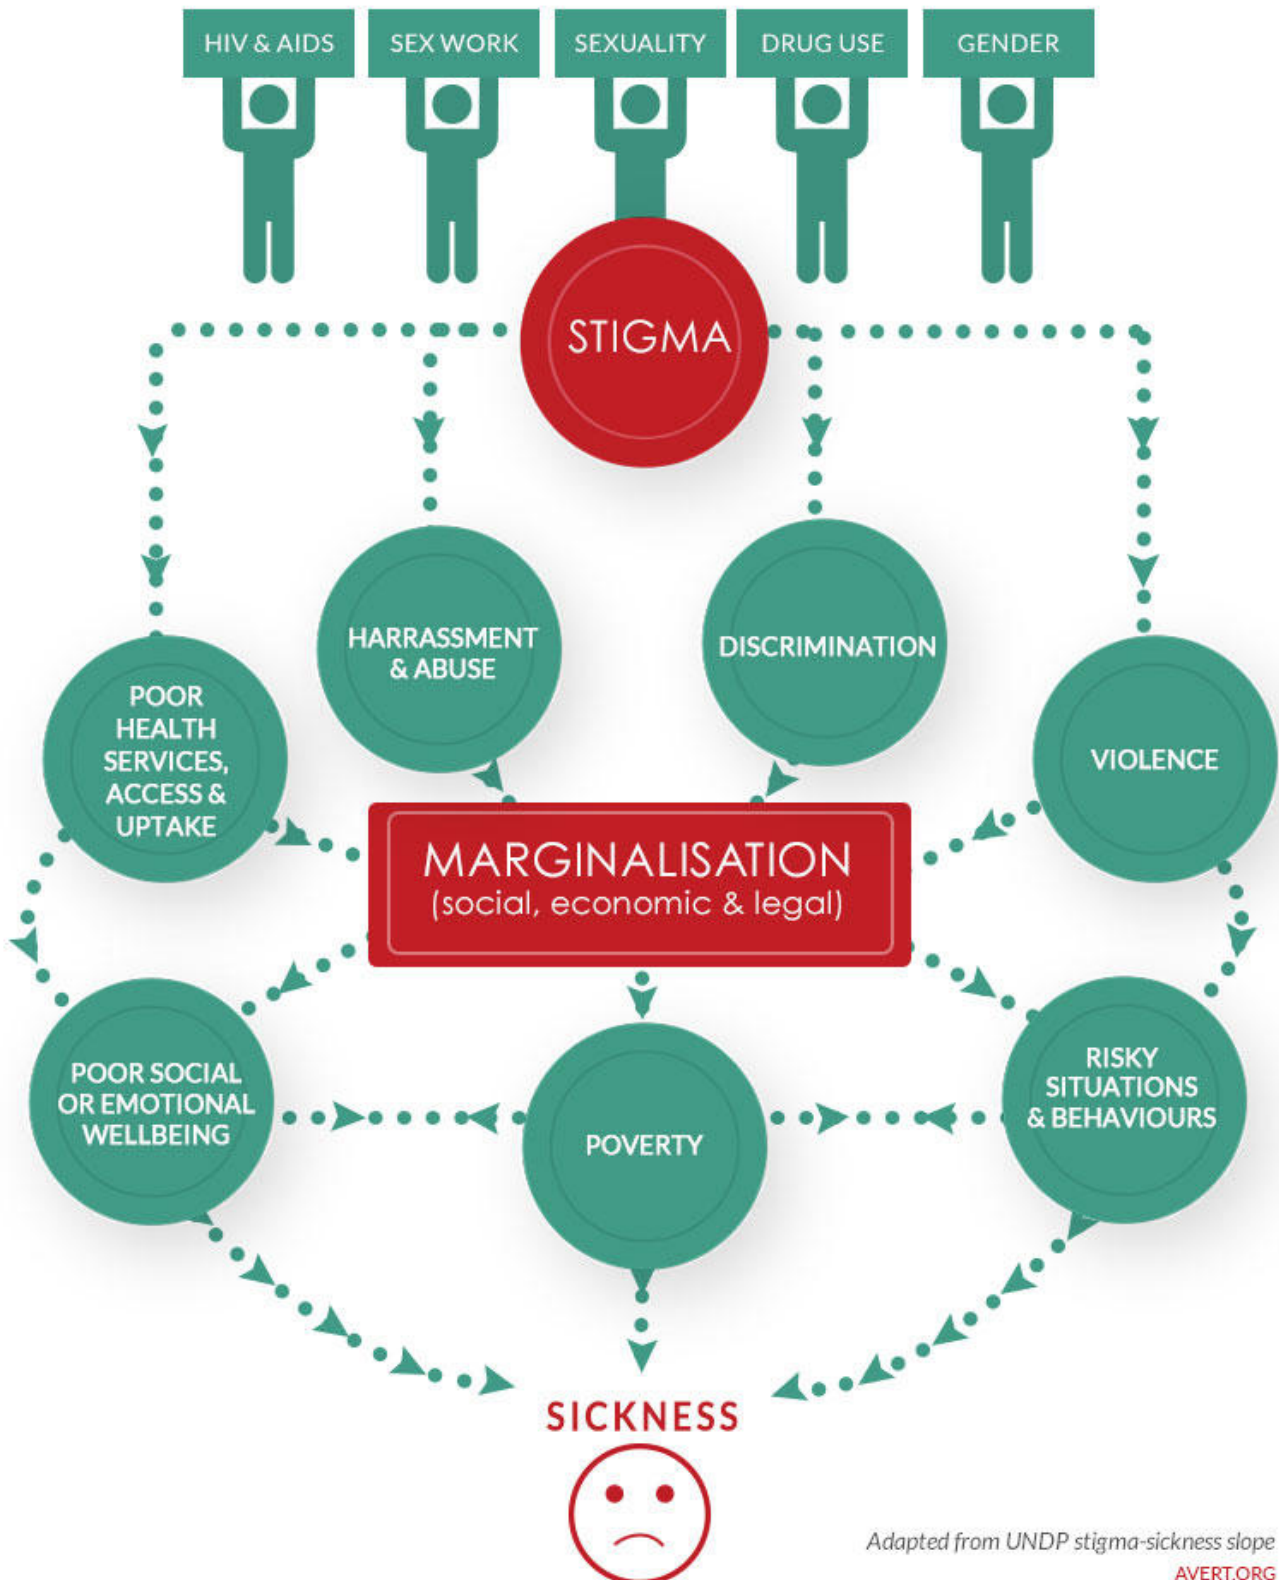 HIV & AIDS
SEX WORK
SEXUALITY
DRUG USE
GENDER
STIGMA
HARRASSMENT
& ABUSE
DISCRIMINATION
POOR
HEALTH
SERVICES,
ACCESS &
UPTAKE
VIOLENCE
MARGINALISATION
(social, economic & legal)
POOR SOCIAL
OR EMOTIONAL
WELLBEING
POVERTY
RISKY
SITUATIONS
& BEHAVIOURS
SICKNESS
Adapted from UNDP stigma-sickness slope
AVERT.ORG